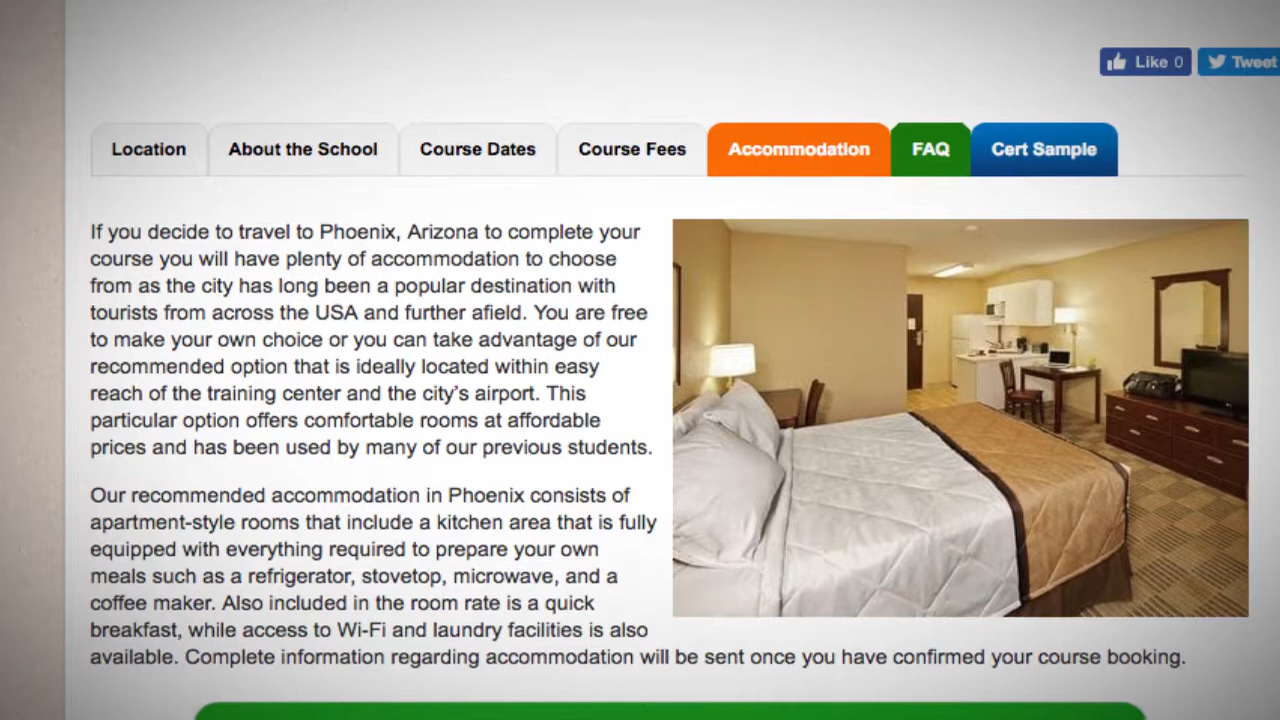 Like 0
Tweet
Location
About the School
Course Dates
Course Fees
Accommodation
FAQ
Cert Sample
If you decide to travel to Phoenix, Arizona to complete your
course you will have plenty of accommodation to choose
from as the city has long been a popular destination with
tourists from across the USA and further afield. You are free
to make your own choice or you can take advantage of our
recommended option that is ideally located within easy
reach of the training center and the city’s airport. This
particular option offers comfortable rooms at affordable
prices and has been used by many of our previous students.
Our recommended accommodation in Phoenix consists of
apartment-style rooms that include a kitchen area that is fully
equipped with everything required to prepare your own
meals such as a refrigerator, stovetop, microwave, and a
coffee maker. Also included in the room rate is a quick
breakfast, while access to Wi-Fi and laundry facilities is also
available. Complete information regarding accommodation will be sent once you have confirmed your course booking.